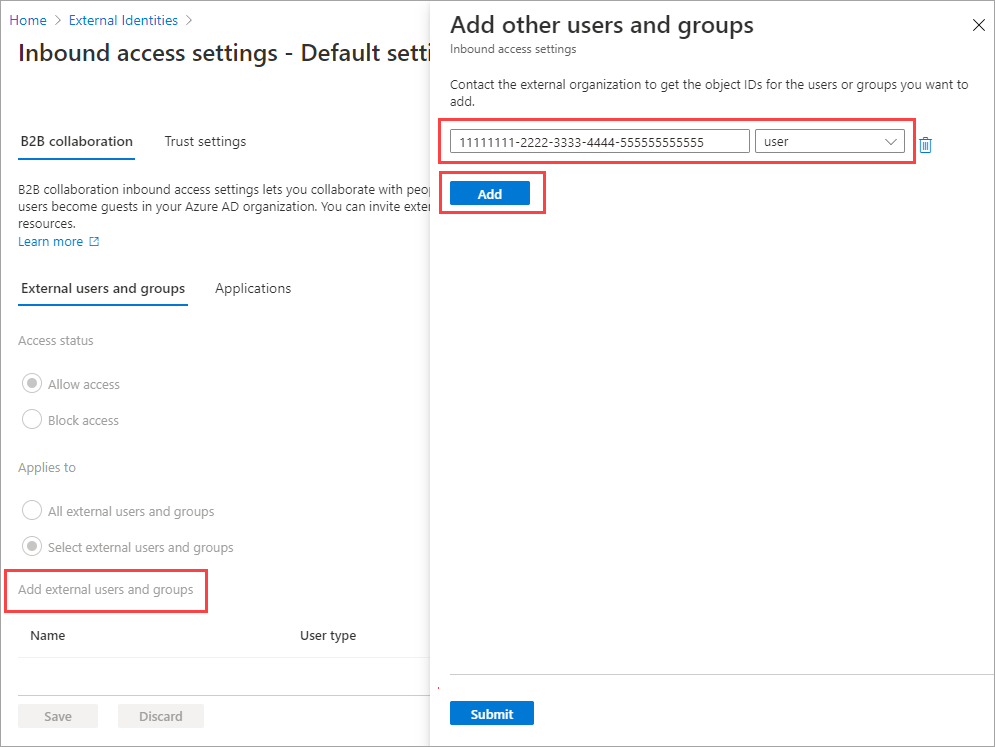 Home > External Identities >
Inbound access settings - Default setti
B2B collaboration
Trust settings
B2B collaboration inbound access settings lets you collaborate with peop
users become guests in your Azure AD organization. You can invite exter
resources.
Learn more
External users and groups
Applications
Access status
Allow access
Block access
Applies to
All external users and groups
Select external users and groups
Add external users and groups
Name
User type
Save
Discard
Add other users and groups
Inbound access settings
Contact the external organization to get the object IDs for the users or groups you want to
add.
11111111-2222-3333-4444-555555555555
user
Add
Submit